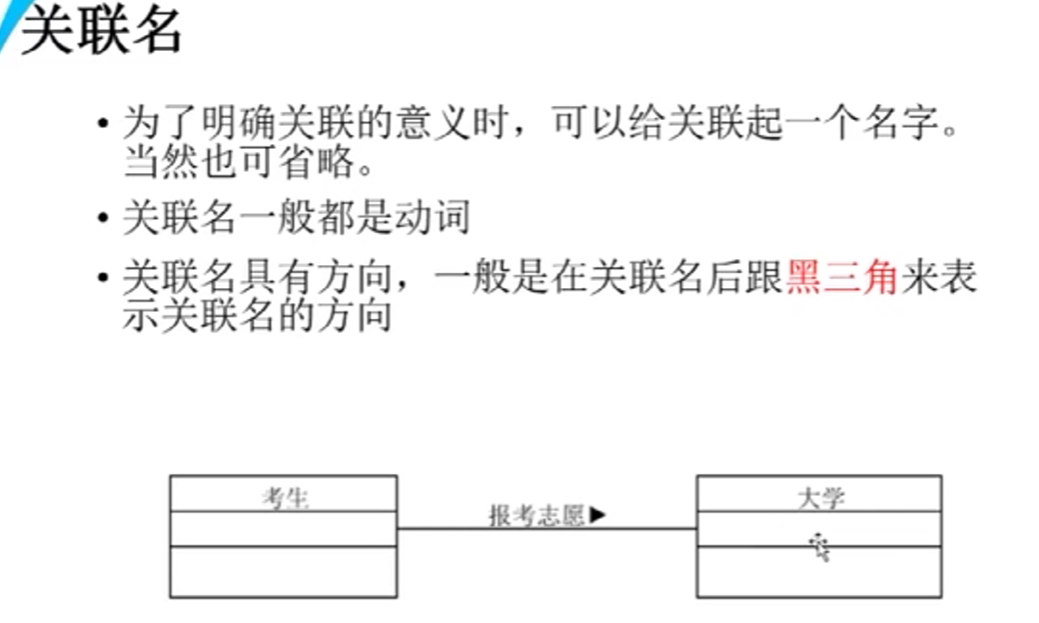 关联名
• 为了明确关联的意义时，可以给关联起一个名字。
当然也可省略。
• 关联名一般都是动词
• 关联名具有方向，一般是在关联名后跟黑三角来表
示关联名的方向
考生
报考志愿▶
大学